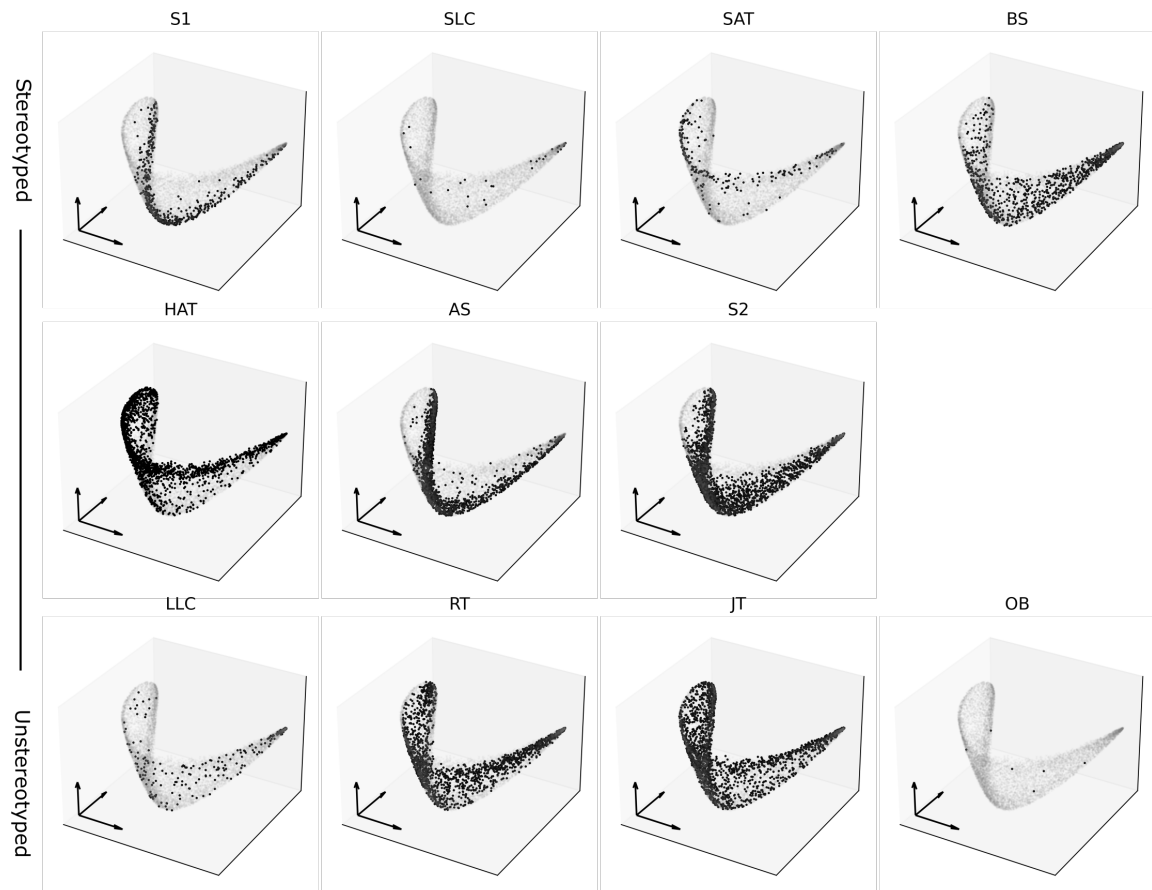 S1 SLC SAT BS
Stereotyped
HAT AS S2
LLC RT JT OB
Unstereotyped